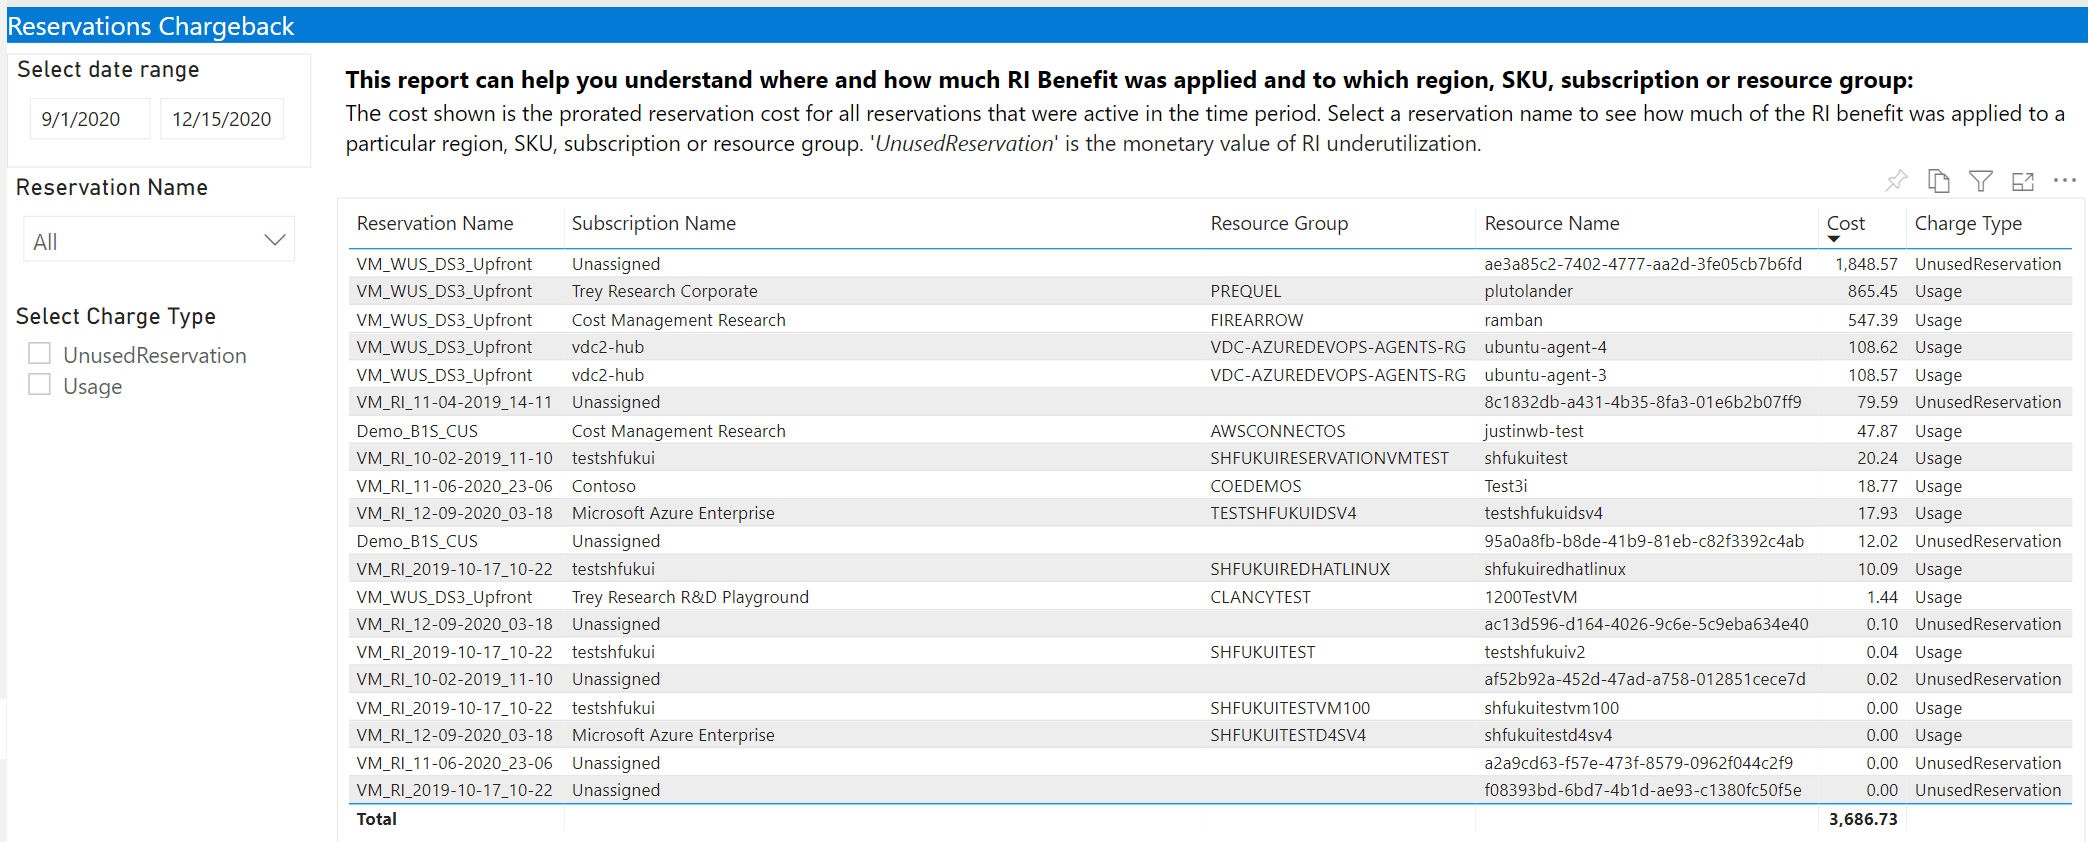 Reservations Chargeback
Select date range
9/1/2020 12/15/2020
Reservation Name
All
Select Charge Type
UnusedReservation
Usage
This report can help you understand where and how much RI Benefit was applied and to which region, SKU, subscription or resource group:
The cost shown is the prorated reservation cost for all reservations that were active in the time period. Select a reservation name to see how much of the RI benefit was applied to a
particular region, SKU, subscription or resource group. 'UnusedReservation' is the monetary value of RI underutilization.
Reservation Name Subscription Name Resource Group Resource Name Cost Charge Type
VM_WUS_DS3_Upfront Unassigned ae3a85c2-7402-4777-aa2d-3fe05cb7b6fd 1,848.57 UnusedReservation
VM_WUS_DS3_Upfront Trey Research Corporate PREQUEL plutolander 865.45 Usage
VM_WUS_DS3_Upfront Cost Management Research FIREARROW ramban 547.39 Usage
VM_WUS_DS3_Upfront vdc2-hub VDC-AZUREDEVOPS-AGENTS-RG ubuntu-agent-4 108.62 Usage
VM_WUS_DS3_Upfront vdc2-hub VDC-AZUREDEVOPS-AGENTS-RG ubuntu-agent-3 108.57 Usage
VM_RI_11-04-2019_14-11 Unassigned 8c1832db-a431-4b35-8fa3-01e6b2b07ff9 79.59 UnusedReservation
Demo_B1S_CUS Cost Management Research AWSCONNECTOS justinwb-test 47.87 Usage
VM_RI_10-02-2019_11-10 testshfukui SHFUKUIRESERVATIONVMTEST shfukuitest 20.24 Usage
VM_RI_11-06-2020_23-06 Contoso COEDEMOS Test3i 18.77 Usage
VM_RI_12-09-2020_03-18 Microsoft Azure Enterprise TESTSHFUKUIDSV4 testshfukuidsv4 17.93 Usage
Demo_B1S_CUS Unassigned 95a0a8fb-b8de-41b9-81eb-c82f3392c4ab 12.02 UnusedReservation
VM_RI_2019-10-17_10-22 testshfukui SHFUKUIREDHATLINUX shfukuiredhatlinux 10.09 Usage
VM_WUS_DS3_Upfront Trey Research R&D Playground CLANCYTEST 1200TestVM 1.44 Usage
VM_RI_12-09-2020_03-18 Unassigned ac13d596-d164-4026-9c6e-5c9eba634e40 0.10 UnusedReservation
VM_RI_2019-10-17_10-22 testshfukui SHFUKUITEST testshfukuiv2 0.04 Usage
VM_RI_10-02-2019_11-10 Unassigned af52b92a-452d-47ad-a758-012851cece7d 0.02 UnusedReservation
VM_RI_2019-10-17_10-22 testshfukui SHFUKUITESTVM100 shfukuitestvm100 0.00 Usage
VM_RI_12-09-2020_03-18 Microsoft Azure Enterprise SHFUKUITESTD4SV4 shfukuitestd4sv4 0.00 Usage
VM_RI_11-06-2020_23-06 Unassigned a2a9cd63-f57e-473f-8579-0962f044c2f9 0.00 UnusedReservation
VM_RI_2019-10-17_10-22 Unassigned f08393bd-6bd7-4b1d-ae93-c1380fc50f5e 0.00 UnusedReservation
Total 3,686.73